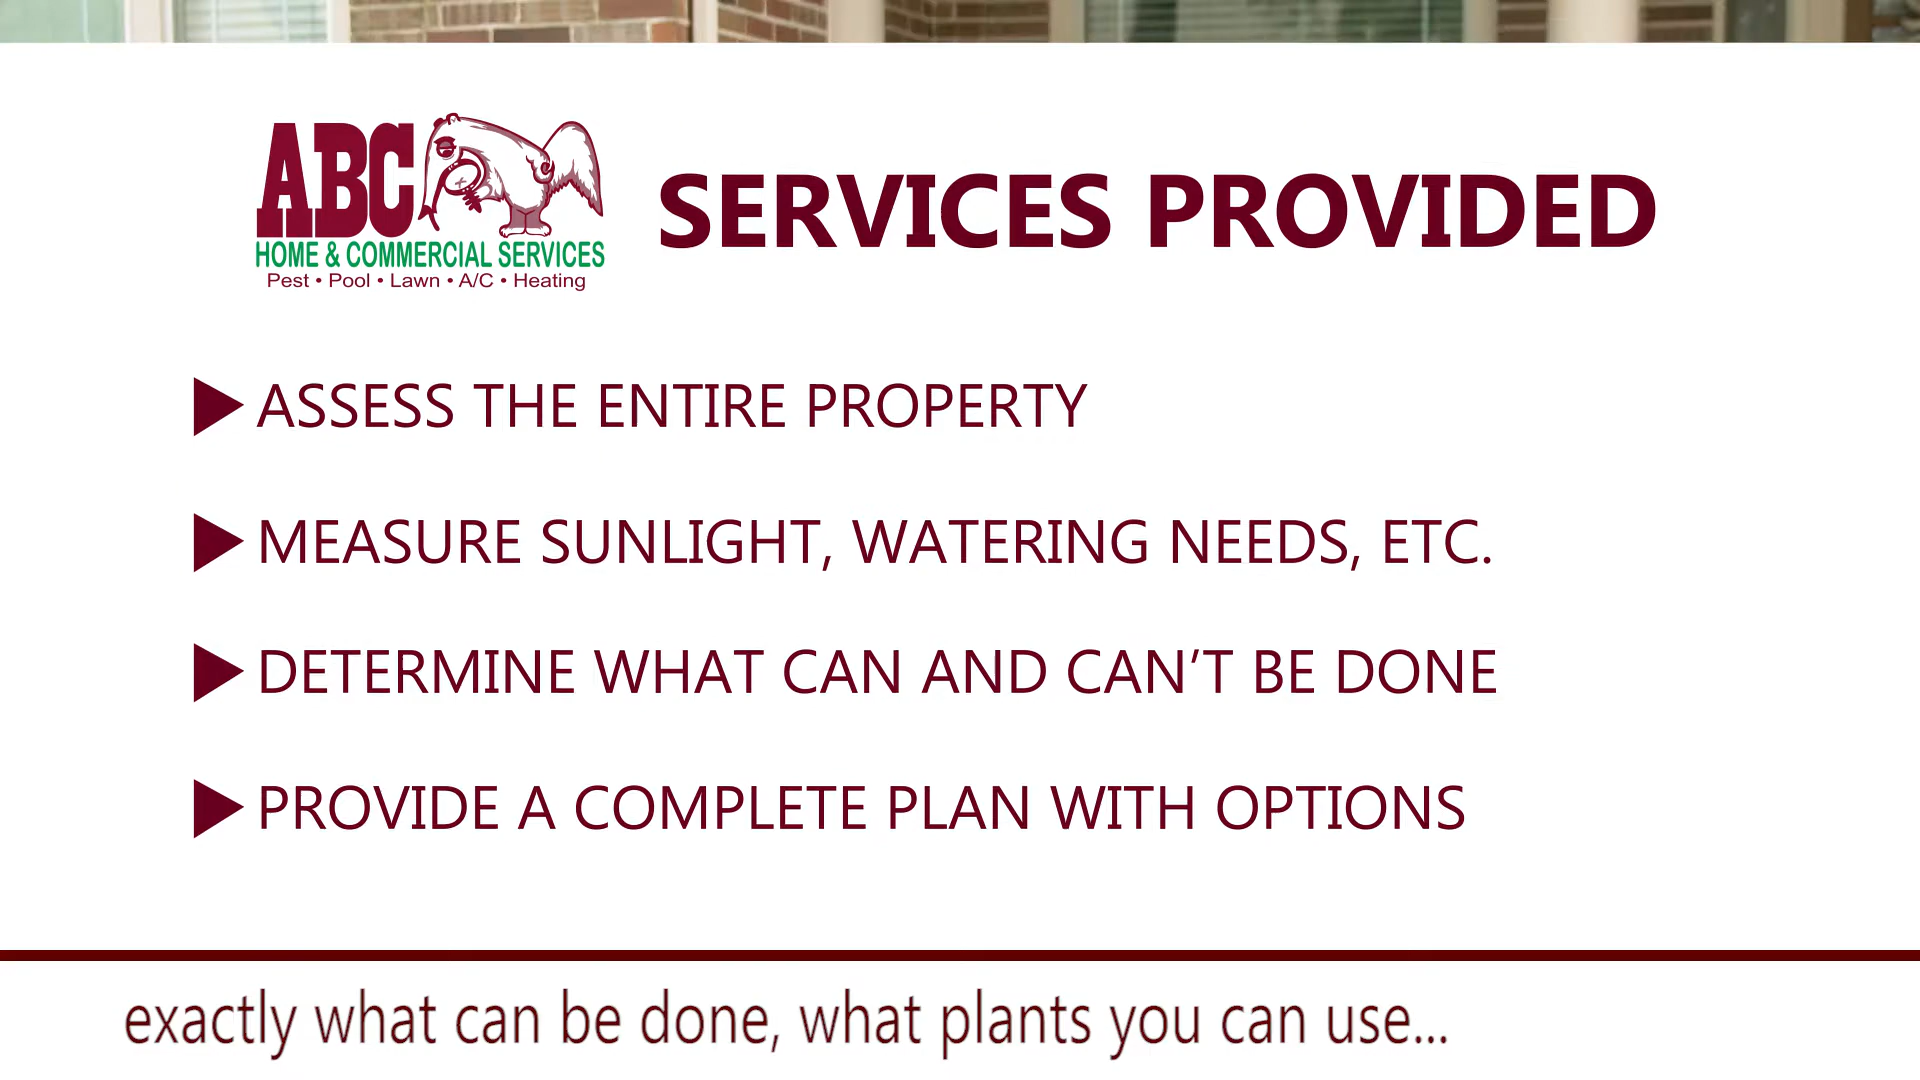 ABC
HOME & COMMERCIAL SERVICES
Pest • Pool • Lawn • A/C • Heating
SERVICES PROVIDED
ASSESS THE ENTIRE PROPERTY
MEASURE SUNLIGHT, WATERING NEEDS, ETC.
DETERMINE WHAT CAN AND CAN'T BE DONE
PROVIDE A COMPLETE PLAN WITH OPTIONS
exactly what can be done, what plants you can use...